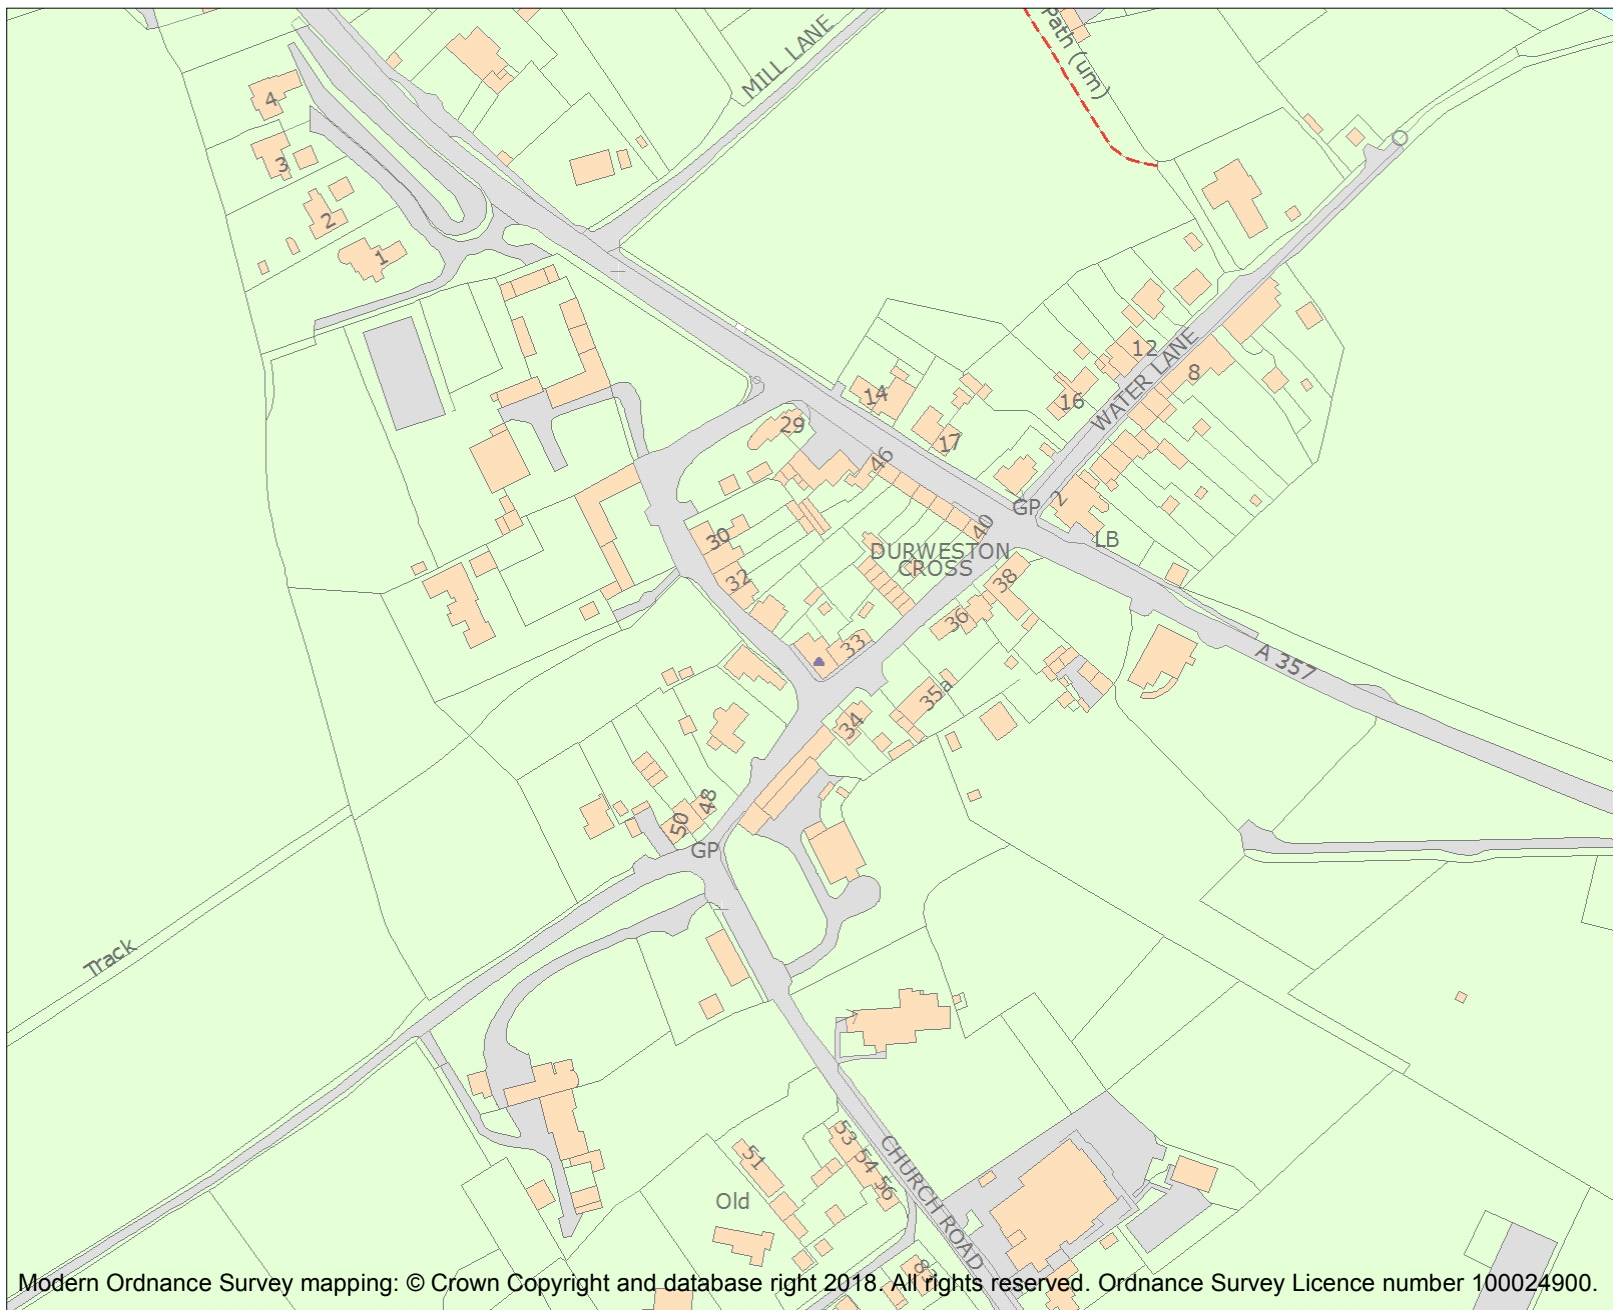 Path (um)
MILL LANE
4
3
2
1
12
8
WATER LANE
16
14
29
17
46
2
GP
40
LB
30
DURWESTON
CROSS
32
38
36
33
A 357
35a
34
48
50
GP
Track
7
53
51
54
56
CHURCH ROAD
Old
Modern Ordnance Survey mapping: © Crown Copyright and database right 2018. All rights reserved. Ordnance Survey Licence number 100024900.